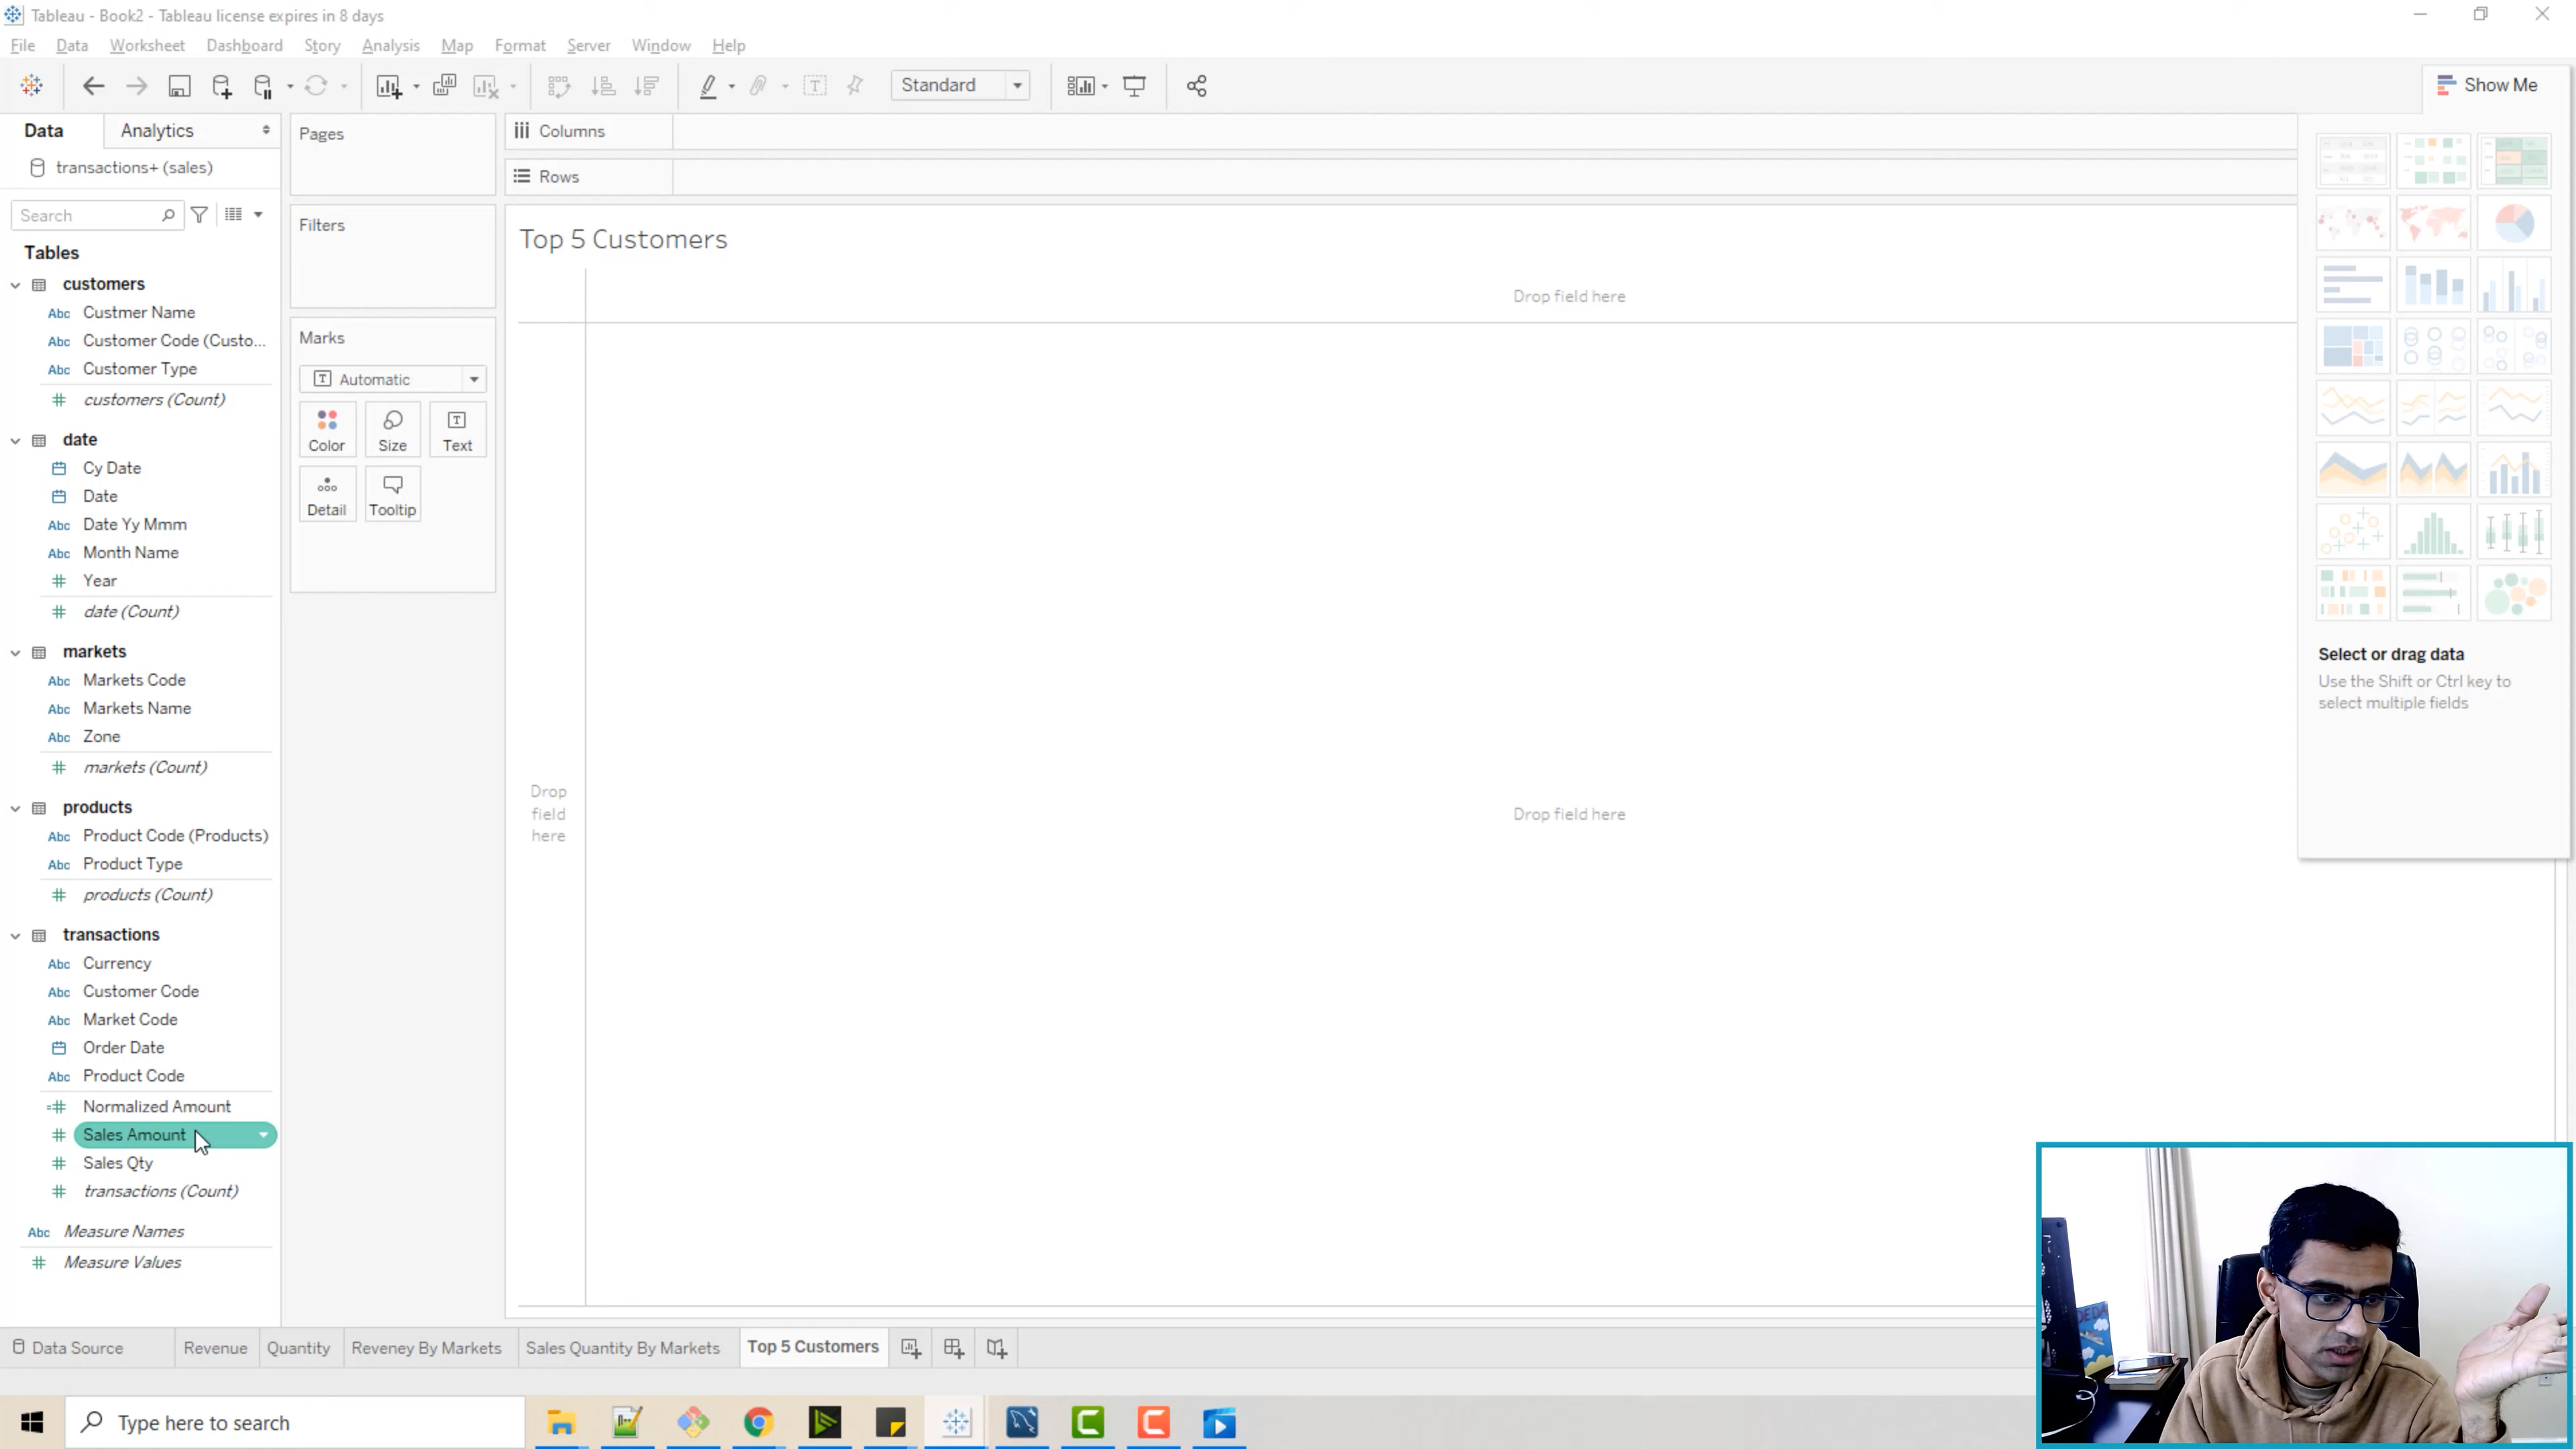 Tableau - Book2 - Tableau license expires in 8 days
File Data Worksheet Dashboard Story Analysis Map Format Server Window Help
Standard
Show Me
Data Analytics
Pages
Columns
transactions+ (sales)
Rows
Search
Filters
Top 5 Customers
Tables
customers
Custmer Name
Customer Code (Custo...
Customer Type
customers (Count)
date
Cy Date
Date
Date Yy Mmm
Month Name
Year
date (Count)
markets
Markets Code
Markets Name
Zone
markets (Count)
products
Product Code (Products)
Product Type
products (Count)
transactions
Currency
Customer Code
Market Code
Order Date
Product Code
Normalized Amount
Sales Amount
Sales Qty
transactions (Count)
Measure Names
Measure Values
Marks
Automatic
Color Size Text
Detail Tooltip
Drop field here
Drop
field
here
Drop field here
Select or drag data
Use the Shift or Ctrl key to
select multiple fields
Data Source Revenue Quantity Reveney By Markets Sales Quantity By Markets Top 5 Customers
Type here to search